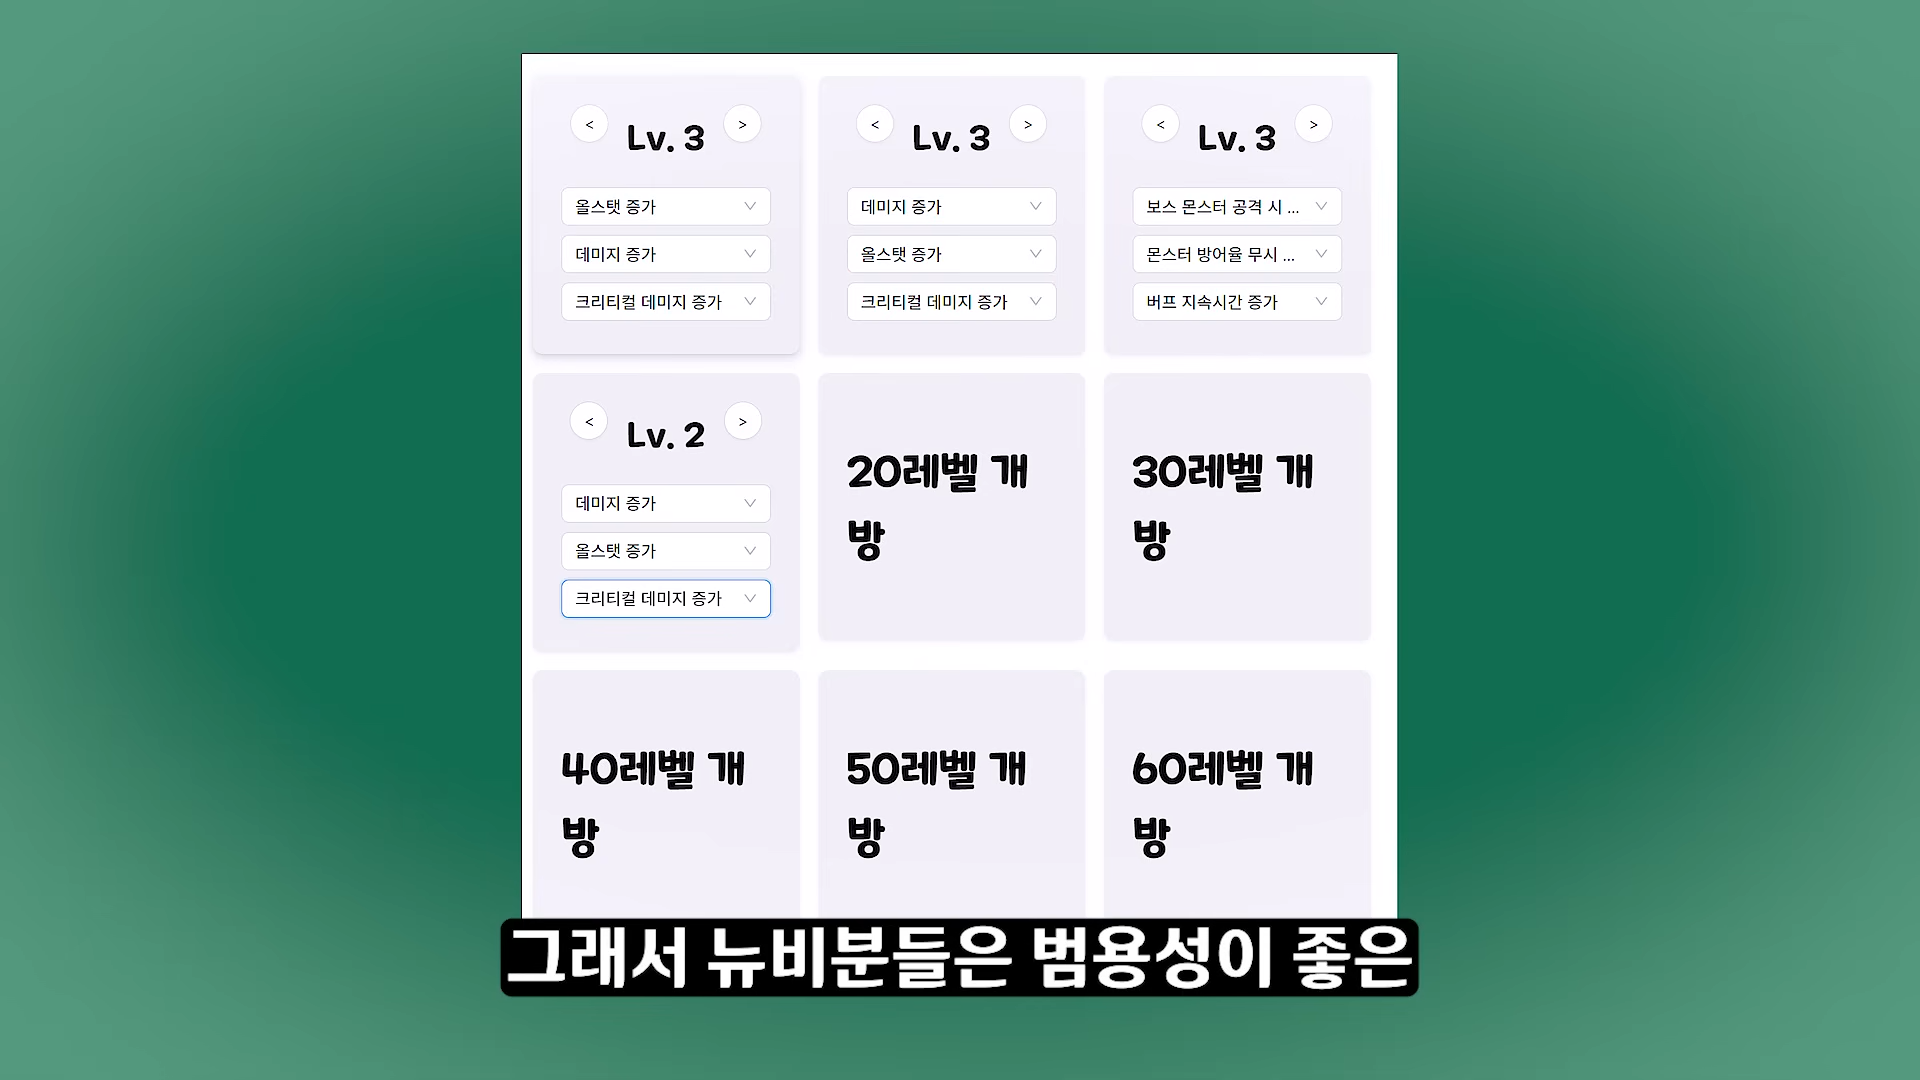 < Lv. 3 >
올스탯 증가
데미지 증가
크리티컬 데미지 증가
< Lv. 3 >
데미지 증가
올스탯 증가
크리티컬 데미지 증가
< Lv. 3 >
보스 몬스터 공격 시 ...
몬스터 방어율 무시 ...
버프 지속시간 증가
< Lv. 2 >
데미지 증가
올스탯 증가
크리티컬 데미지 증가
20레벨 개
방
30레벨 개
방
40레벨 개
방
50레벨 개
방
60레벨 개
방
그래서 뉴비분들은 범용성이 좋은